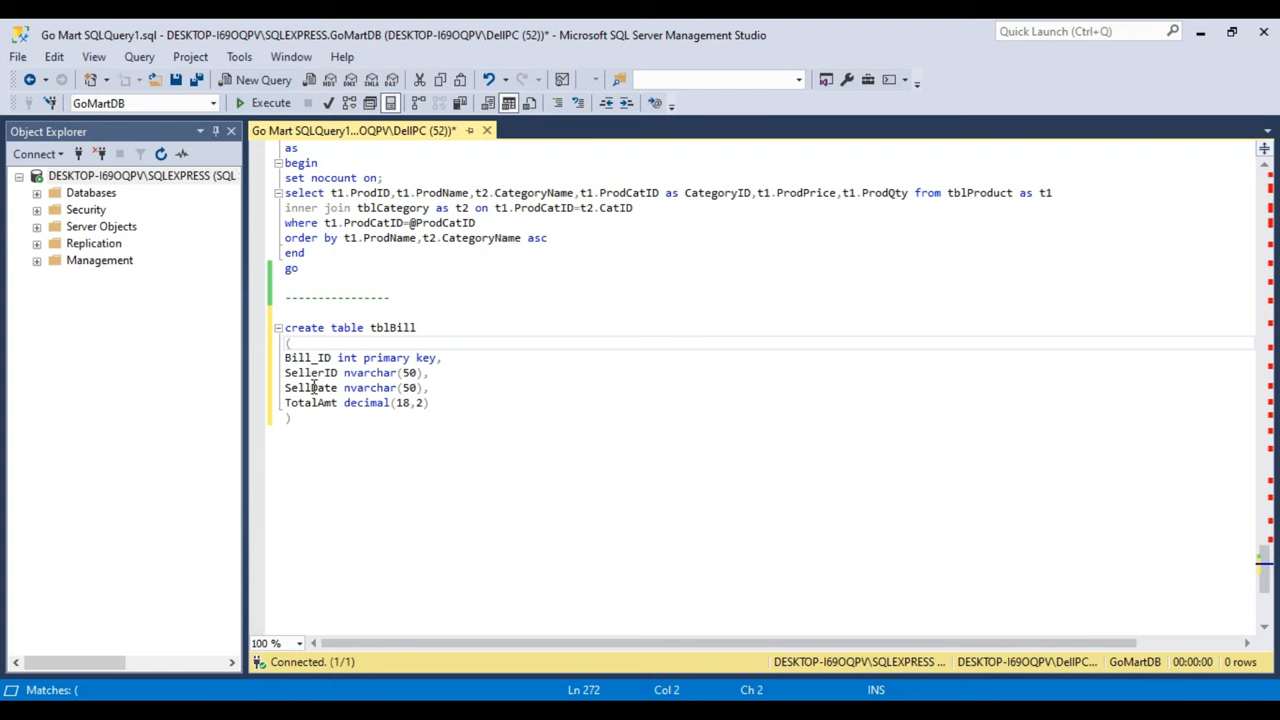 Go Mart SQLQuery1.sql - DESKTOP-I69OQPV\SQLEXPRESS.GoMartDB (DESKTOP-I69OQPV\DellPC (52))* - Microsoft SQL Server Management Studio
Quick Launch (Ctrl+Q)
File Edit View Query Project Tools Window Help
New Query
GoMartDB
Execute
Object Explorer
Go Mart SQLQuery1...OQPV\DellPC (52))*
Connect
DESKTOP-I69OQPV\SQLEXPRESS (SQL
Databases
Security
Server Objects
Replication
Management
as
begin
set nocount on;
select t1.ProdID,t1.ProdName,t2.CategoryName,t1.ProdCatID as CategoryID,t1.ProdPrice,t1.ProdQty from tblProduct as t1
inner join tblCategory as t2 on t1.ProdCatID=t2.CatID
where t1.ProdCatID=@ProdCatID
order by t1.ProdName,t2.CategoryName asc
end
go
----------------
create table tblBill
(
Bill_ID int primary key,
SellerID nvarchar(50),
SellDate nvarchar(50),
TotalAmt decimal(18,2)
)
100 %
Connected. (1/1)
DESKTOP-I69OQPV\SQLEXPRESS ... DESKTOP-I69OQPV\DellPC... GoMartDB 00:00:00 0 rows
Matches: (
Ln 272 Col 2 Ch 2 INS